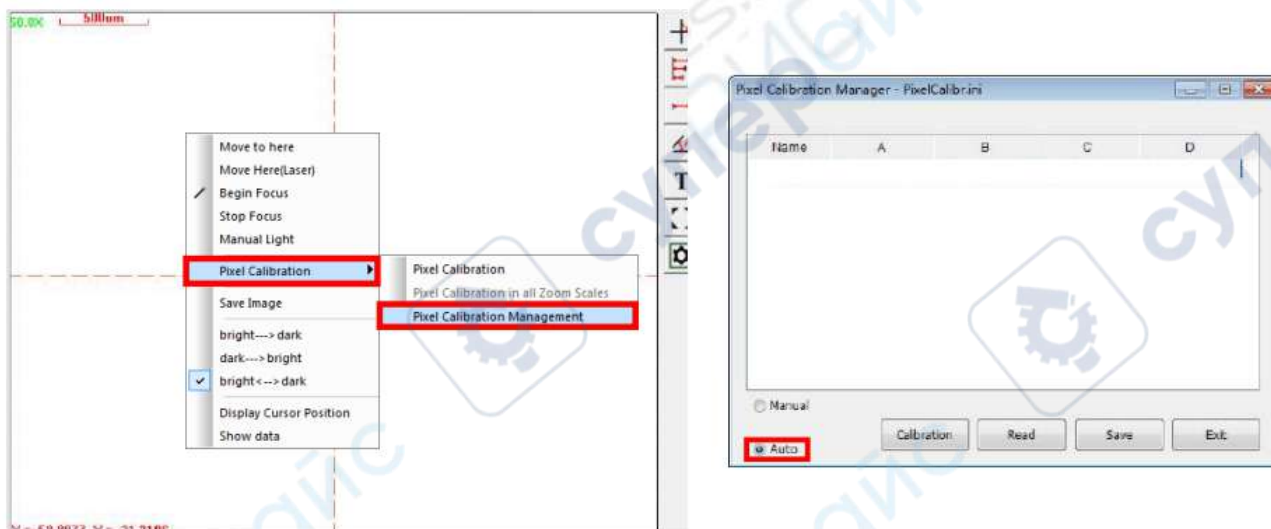 50.0X 500um
T
Move to here
Move Here(Laser)
Begin Focus
Stop Focus
Manual Light
Pixel Calibration
Save Image
bright---> dark
dark---> bright
bright<--> dark
Display Cursor Position
Show data
Pixel Calibration
Pixel Calibration in all Zoom Scales
Pixel Calibration Management
Pixel Calibration Manager - PixelCalibr.ini
Name A B C D
Manual
Auto
Calibration Read Save Exit
супер
суп